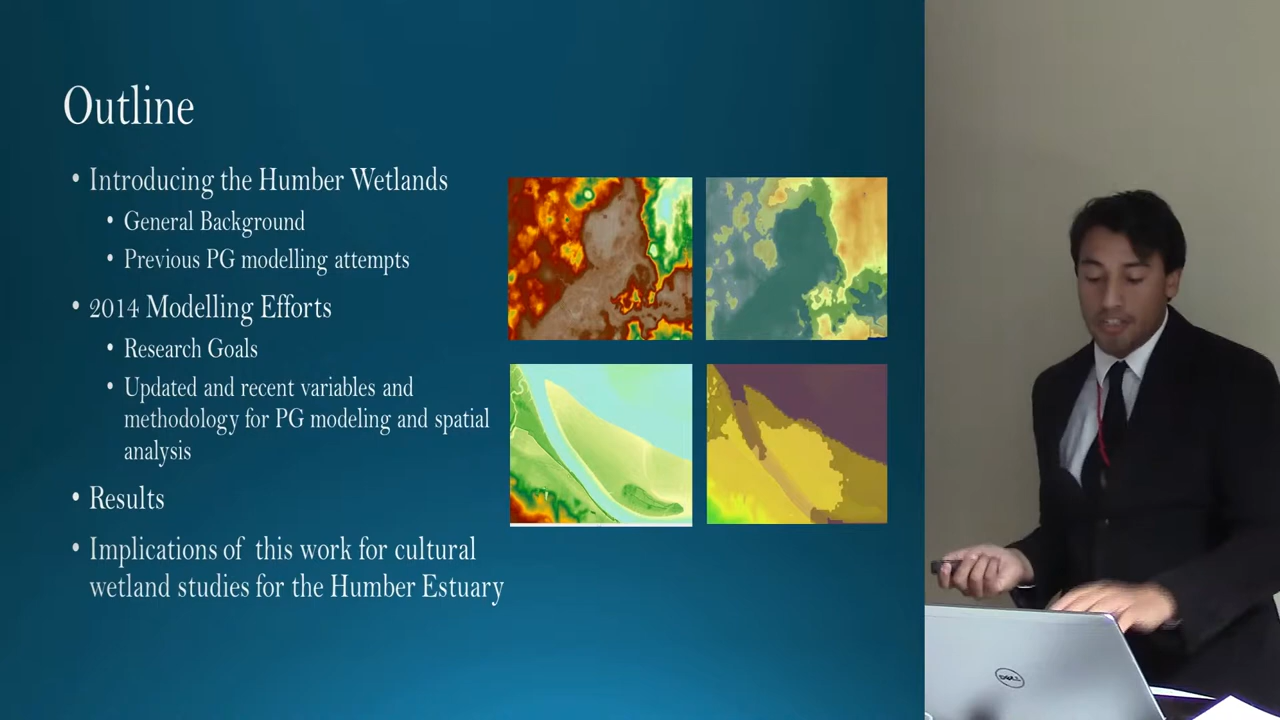 Outline
• Introducing the Humber Wetlands
• General Background
• Previous PG modelling attempts
• 2014 Modelling Efforts
• Research Goals
• Updated and recent variables and
methodology for PG modeling and spatial
analysis
• Results
• Implications of this work for cultural
wetland studies for the Humber Estuary
DELL